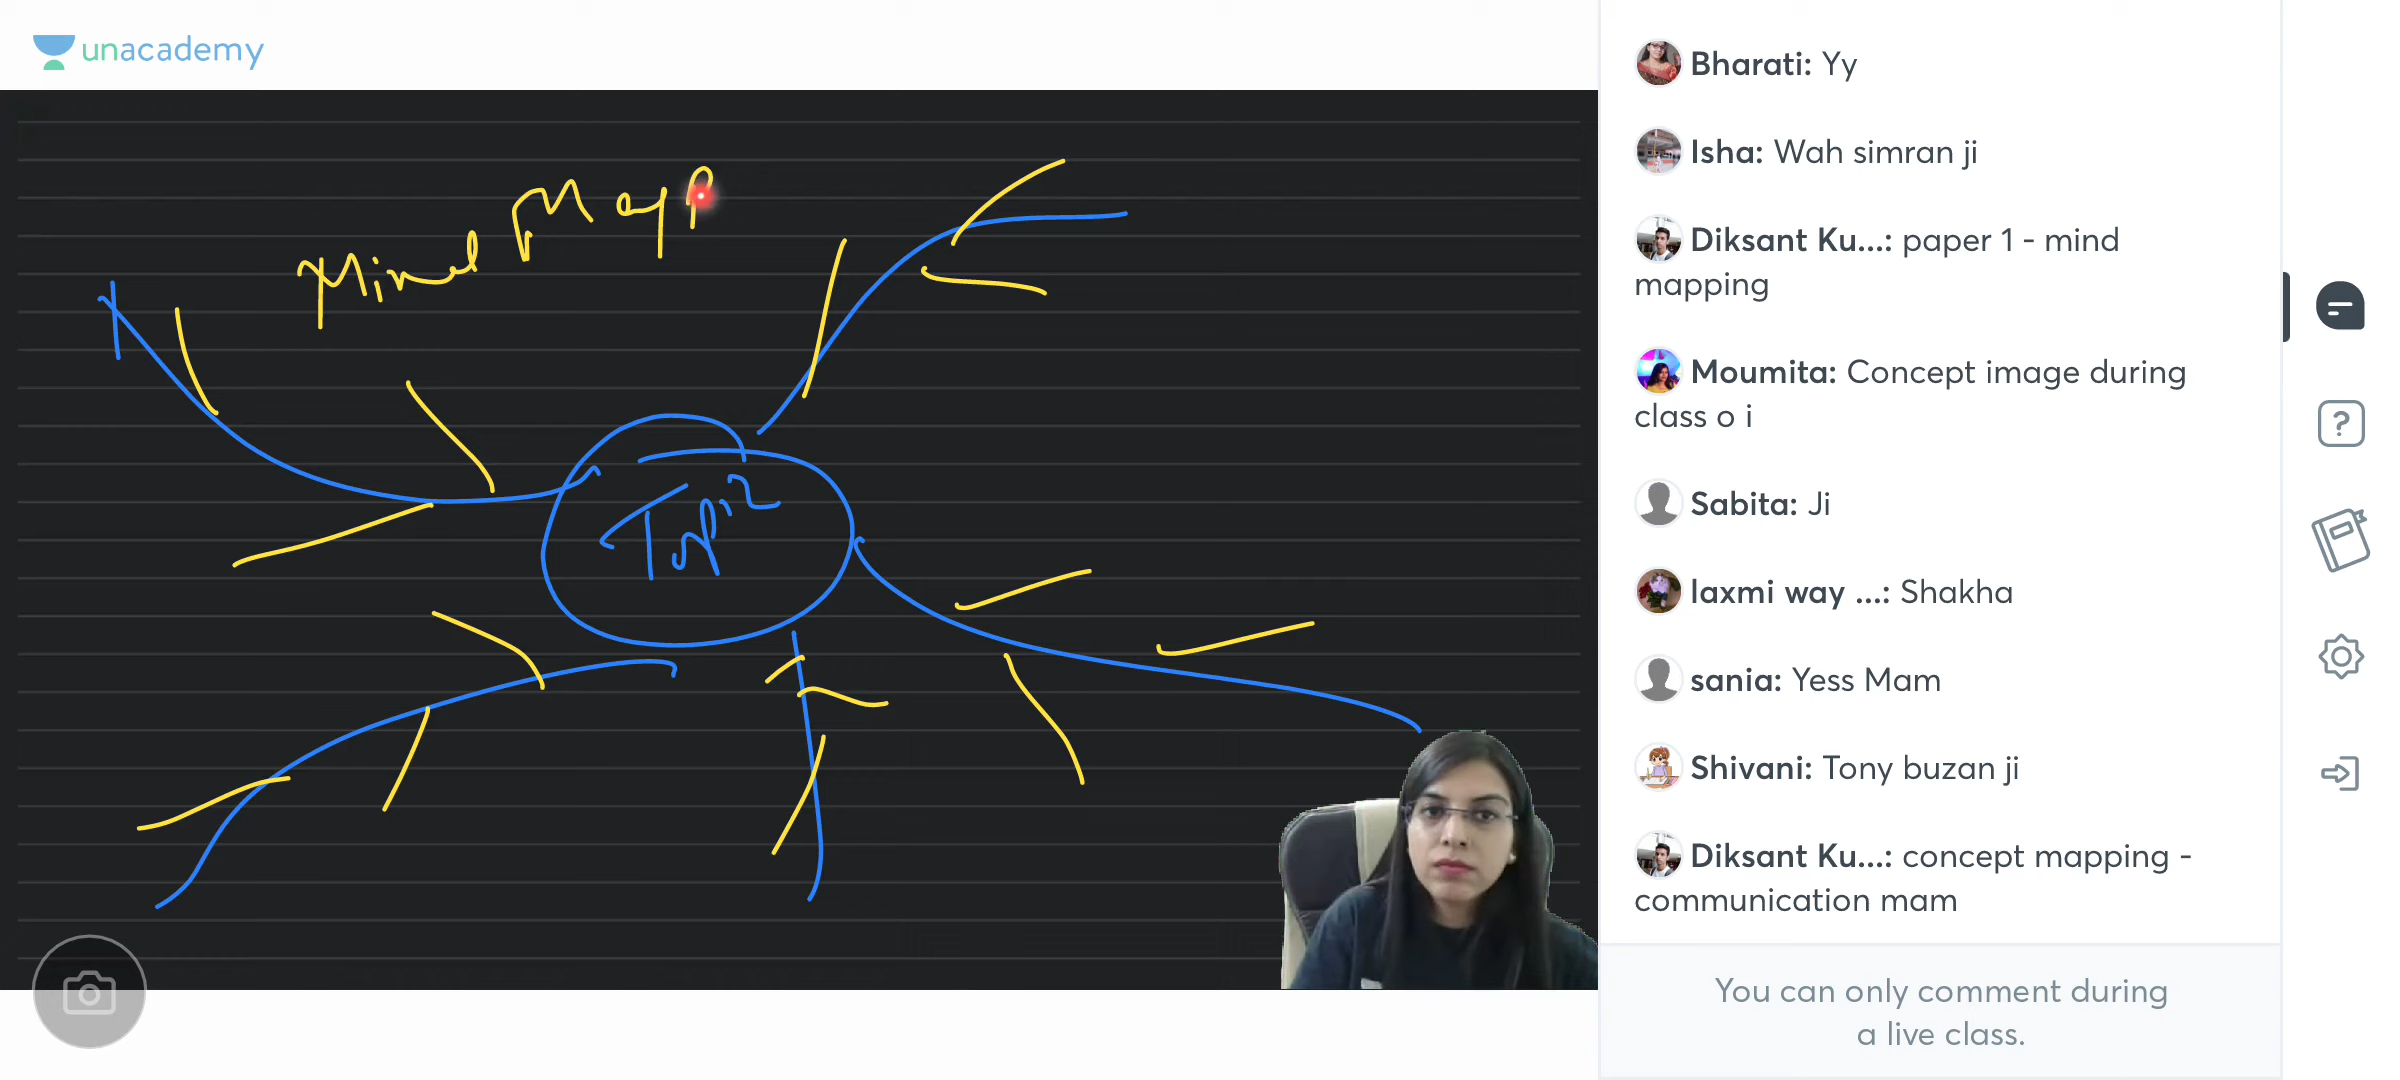 unacademy
Mind Map
Topic
Bharati: Yy
Isha: Wah simran ji
Diksant Ku...: paper 1 - mind
mapping
Moumita: Concept image during
class o i
Sabita: Ji
laxmi way ...: Shakha
sania: Yess Mam
Shivani: Tony buzan ji
Diksant Ku...: concept mapping -
communication mam
You can only comment during
a live class.